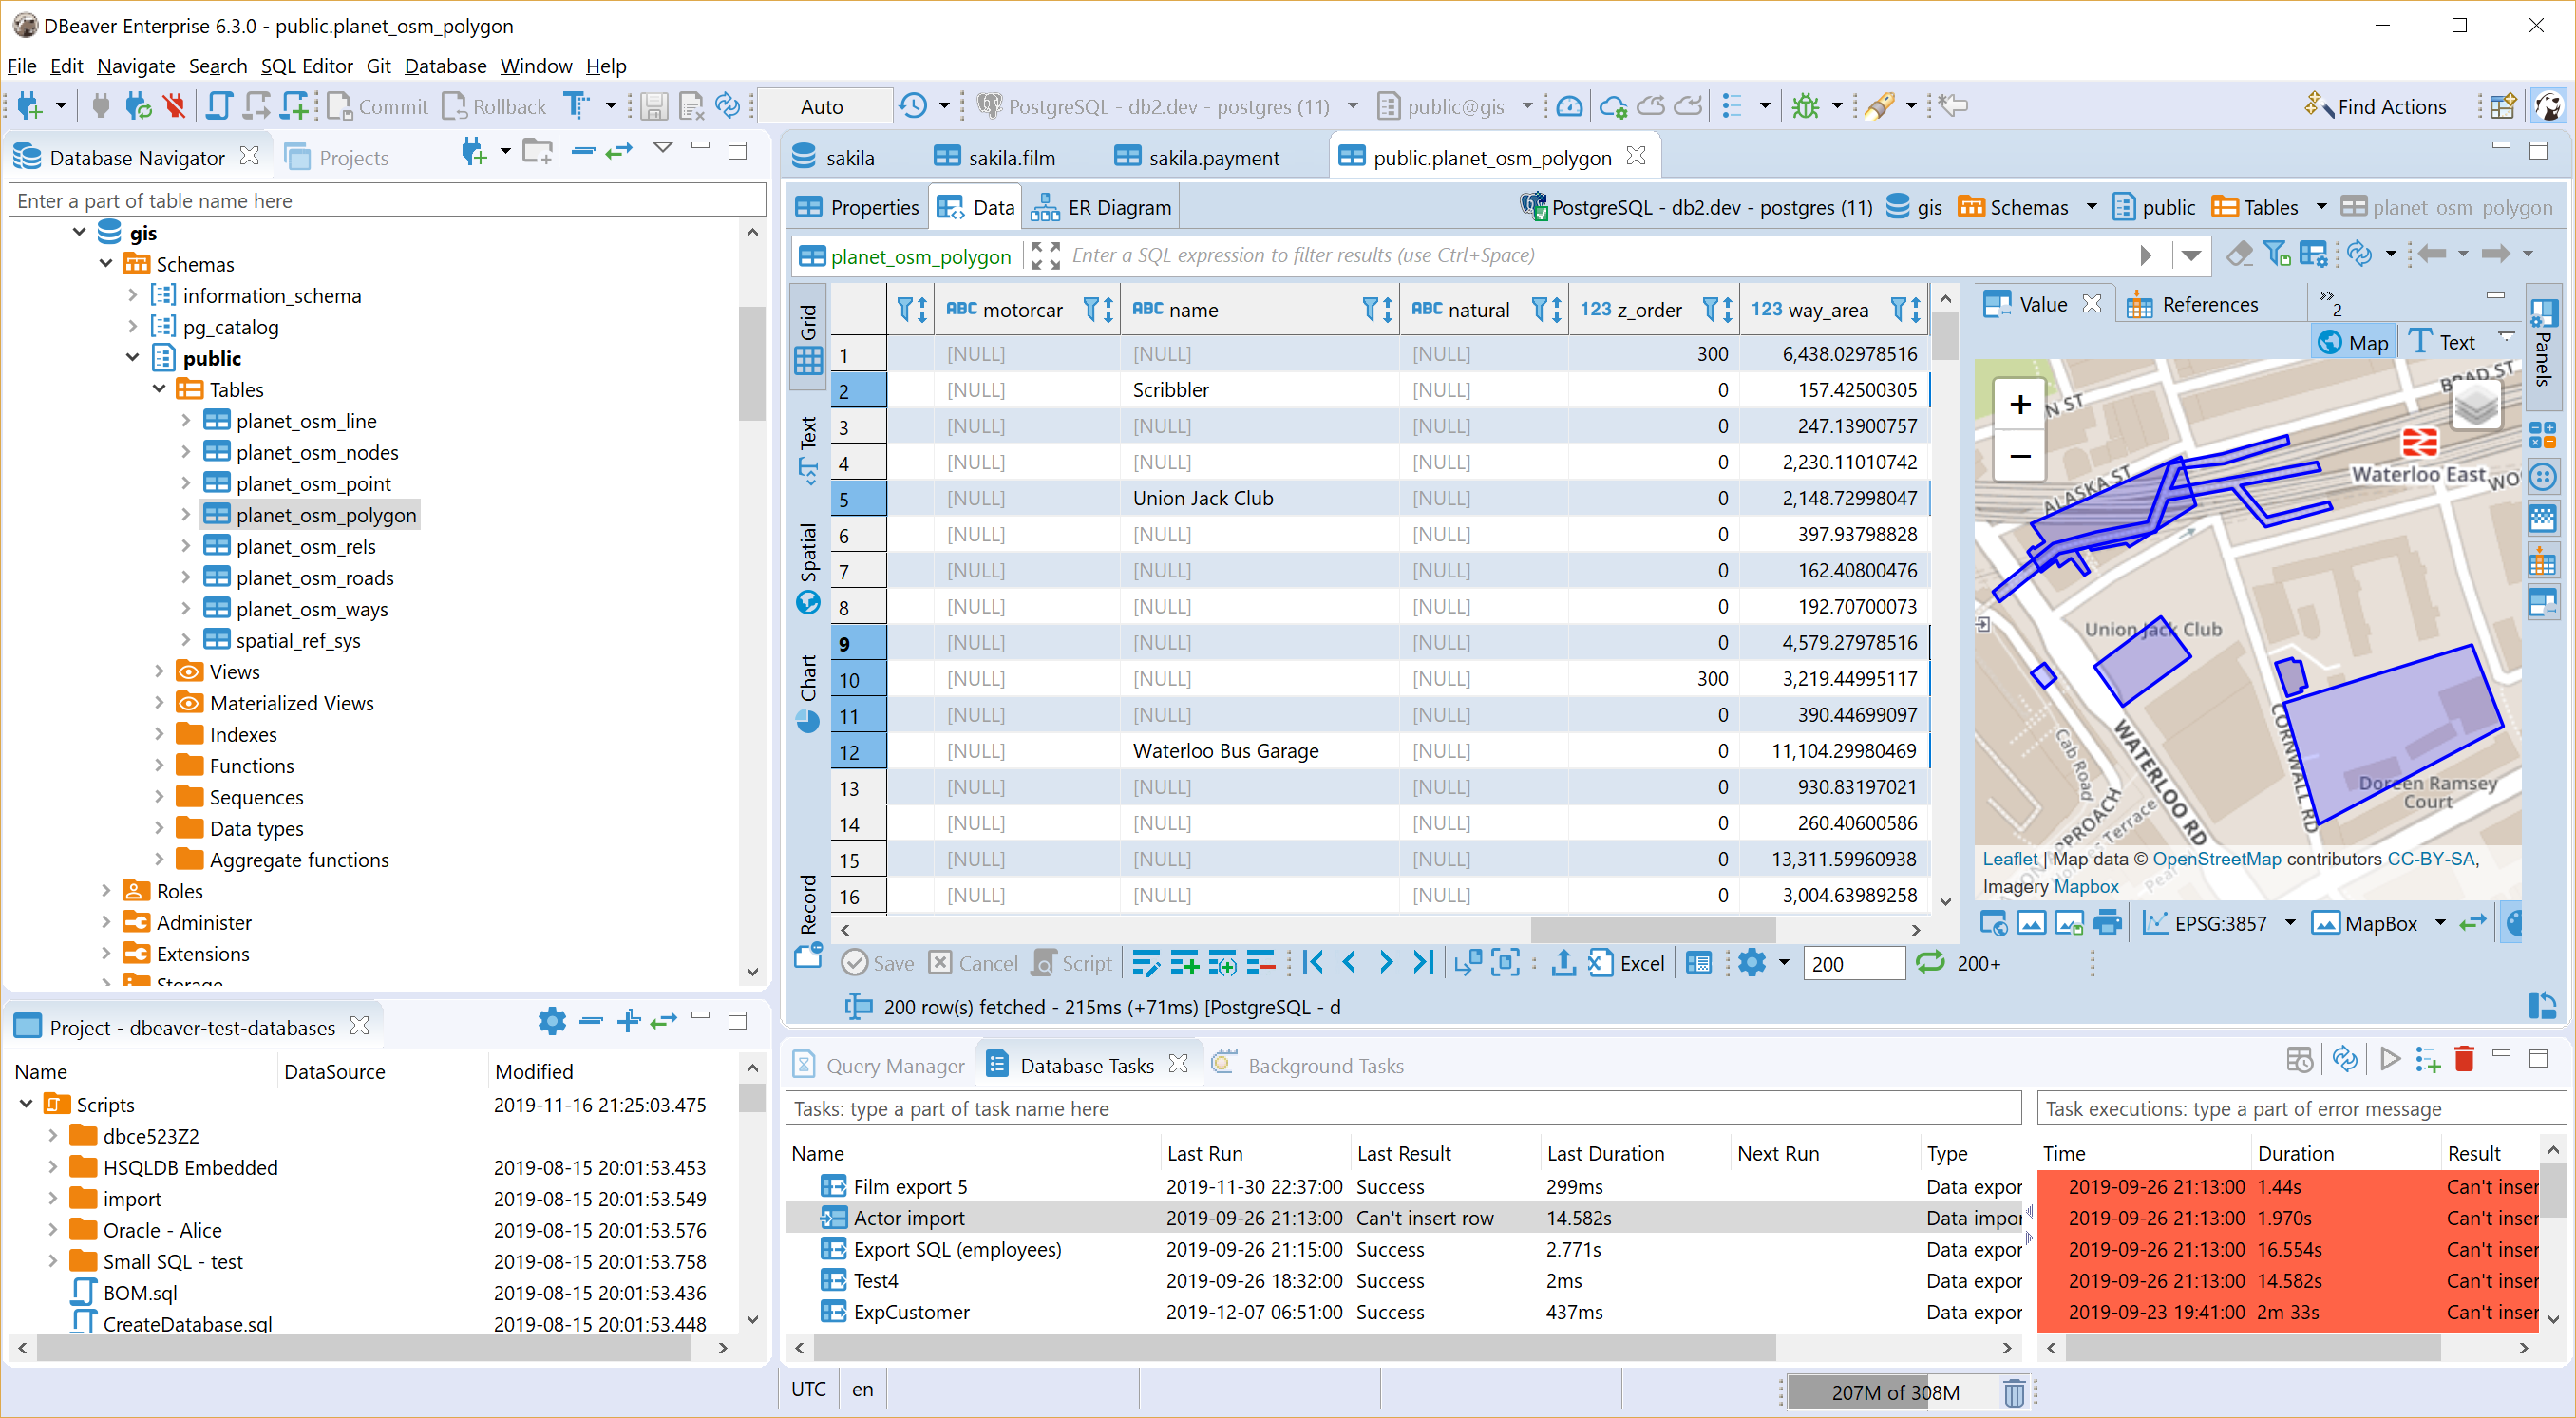 DBeaver Enterprise 6.3.0 - public.planet_osm_polygon
File Edit Navigate Search SQL Editor Git Database Window Help
Commit Rollback Auto PostgreSQL - db2.dev - postgres (11) public@gis Find Actions
Database Navigator Projects
Enter a part of table name here
gis
Schemas
information_schema
pg_catalog
public
Tables
planet_osm_line
planet_osm_nodes
planet_osm_point
planet_osm_polygon
planet_osm_rels
planet_osm_roads
planet_osm_ways
spatial_ref_sys
Views
Materialized Views
Indexes
Functions
Sequences
Data types
Aggregate functions
Roles
Administer
Extensions
Storage
Project - dbeaver-test-databases
Name DataSource Modified
Scripts 2019-11-16 21:25:03.475
dbce523Z2
HSQLDB Embedded 2019-08-15 20:01:53.453
import 2019-08-15 20:01:53.549
Oracle - Alice 2019-08-15 20:01:53.576
Small SQL - test 2019-08-15 20:01:53.758
BOM.sql 2019-08-15 20:01:53.436
CreateDatabase.sql 2019-08-15 20:01:53.448
sakila sakila.film sakila.payment public.planet_osm_polygon
Properties Data ER Diagram PostgreSQL - db2.dev - postgres (11) gis Schemas public Tables planet_osm_polygon
planet_osm_polygon Enter a SQL expression to filter results (use Ctrl+Space)
Grid
Text
Spatial
Chart
Record
ABC motorcar ABC name ABC natural 123 z_order 123 way_area
1 [NULL] [NULL] [NULL] 300 6,438.02978516
2 [NULL] Scribbler [NULL] 0 157.42500305
3 [NULL] [NULL] [NULL] 0 247.13900757
4 [NULL] [NULL] [NULL] 0 2,230.11010742
5 [NULL] Union Jack Club [NULL] 0 2,148.72998047
6 [NULL] [NULL] [NULL] 0 397.93798828
7 [NULL] [NULL] [NULL] 0 162.40800476
8 [NULL] [NULL] [NULL] 0 192.70700073
9 [NULL] [NULL] [NULL] 0 4,579.27978516
10 [NULL] [NULL] [NULL] 300 3,219.44995117
11 [NULL] [NULL] [NULL] 0 390.44699097
12 [NULL] Waterloo Bus Garage [NULL] 0 11,104.29980469
13 [NULL] [NULL] [NULL] 0 930.83197021
14 [NULL] [NULL] [NULL] 0 260.40600586
15 [NULL] [NULL] [NULL] 0 13,311.59960938
16 [NULL] [NULL] [NULL] 0 3,004.63989258
Save Cancel Script Excel 200 200+
200 row(s) fetched - 215ms (+71ms) [PostgreSQL - d
Value References 2
Map Text
Panels
+
−
BRAD ST
N ST
ALASKA ST
Waterloo East
WO
Union Jack Club
Cab Road
WATERLOO RD
CORNWALL RD
APPROACH
Terrace
Doreen Ramsey
Court
Leaflet | Map data © OpenStreetMap contributors CC-BY-SA,
Imagery Mapbox
EPSG:3857 MapBox
Query Manager Database Tasks Background Tasks
Tasks: type a part of task name here
Name Last Run Last Result Last Duration Next Run Type
Film export 5 2019-11-30 22:37:00 Success 299ms Data expor
Actor import 2019-09-26 21:13:00 Can't insert row 14.582s Data impor
Export SQL (employees) 2019-09-26 21:15:00 Success 2.771s Data expor
Test4 2019-09-26 18:32:00 Success 2ms Data expor
ExpCustomer 2019-12-07 06:51:00 Success 437ms Data expor
Task executions: type a part of error message
Time Duration Result
2019-09-26 21:13:00 1.44s Can't inser
2019-09-26 21:13:00 1.970s Can't inser
2019-09-26 21:13:00 16.554s Can't inser
2019-09-26 21:13:00 14.582s Can't inser
2019-09-23 19:41:00 2m 33s Can't inser
UTC en 207M of 308M